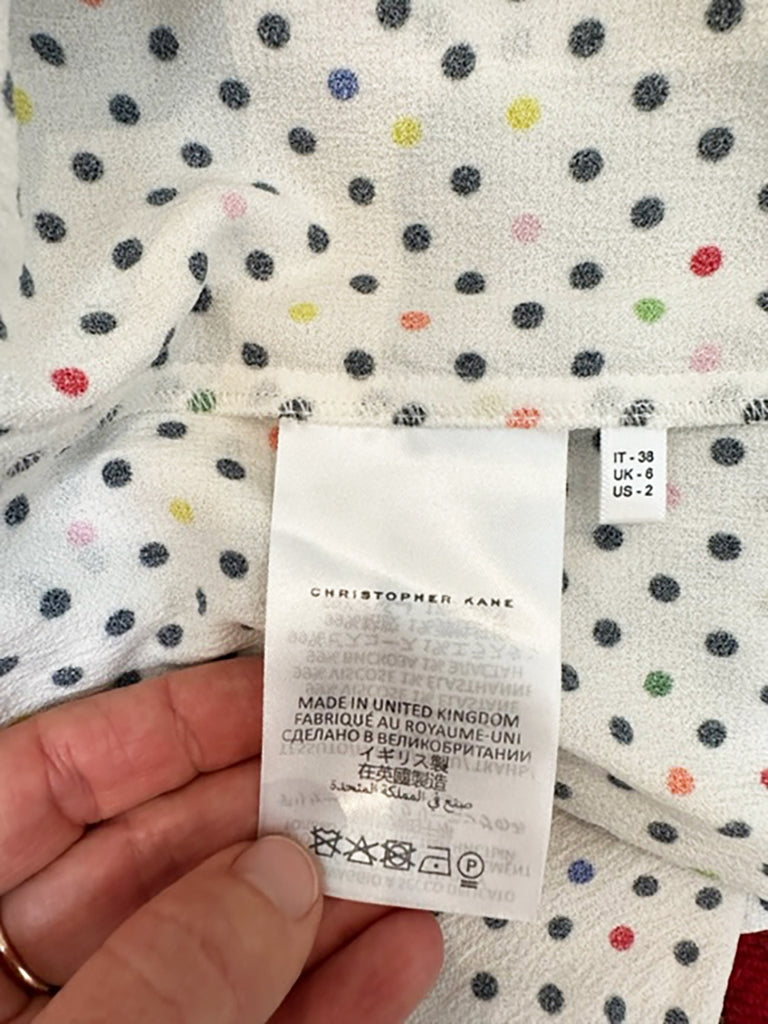 IT - 38
UK - 6
US - 2
CHRISTOPHER KANE
MADE IN UNITED KINGDOM
FABRIQUÉ AU ROYAUME-UNI
СДЕЛАНО В ВЕЛИКОБРИТАНИИ
イギリス製
在英國製造
صنع في المملكة المتحدة
P